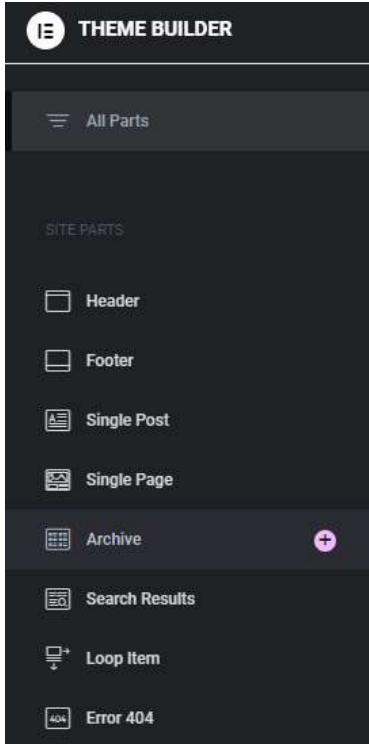 THEME BUILDER
All Parts
SITE PARTS
Header
Footer
Single Post
Single Page
Archive
Search Results
Loop Item
404 Error 404